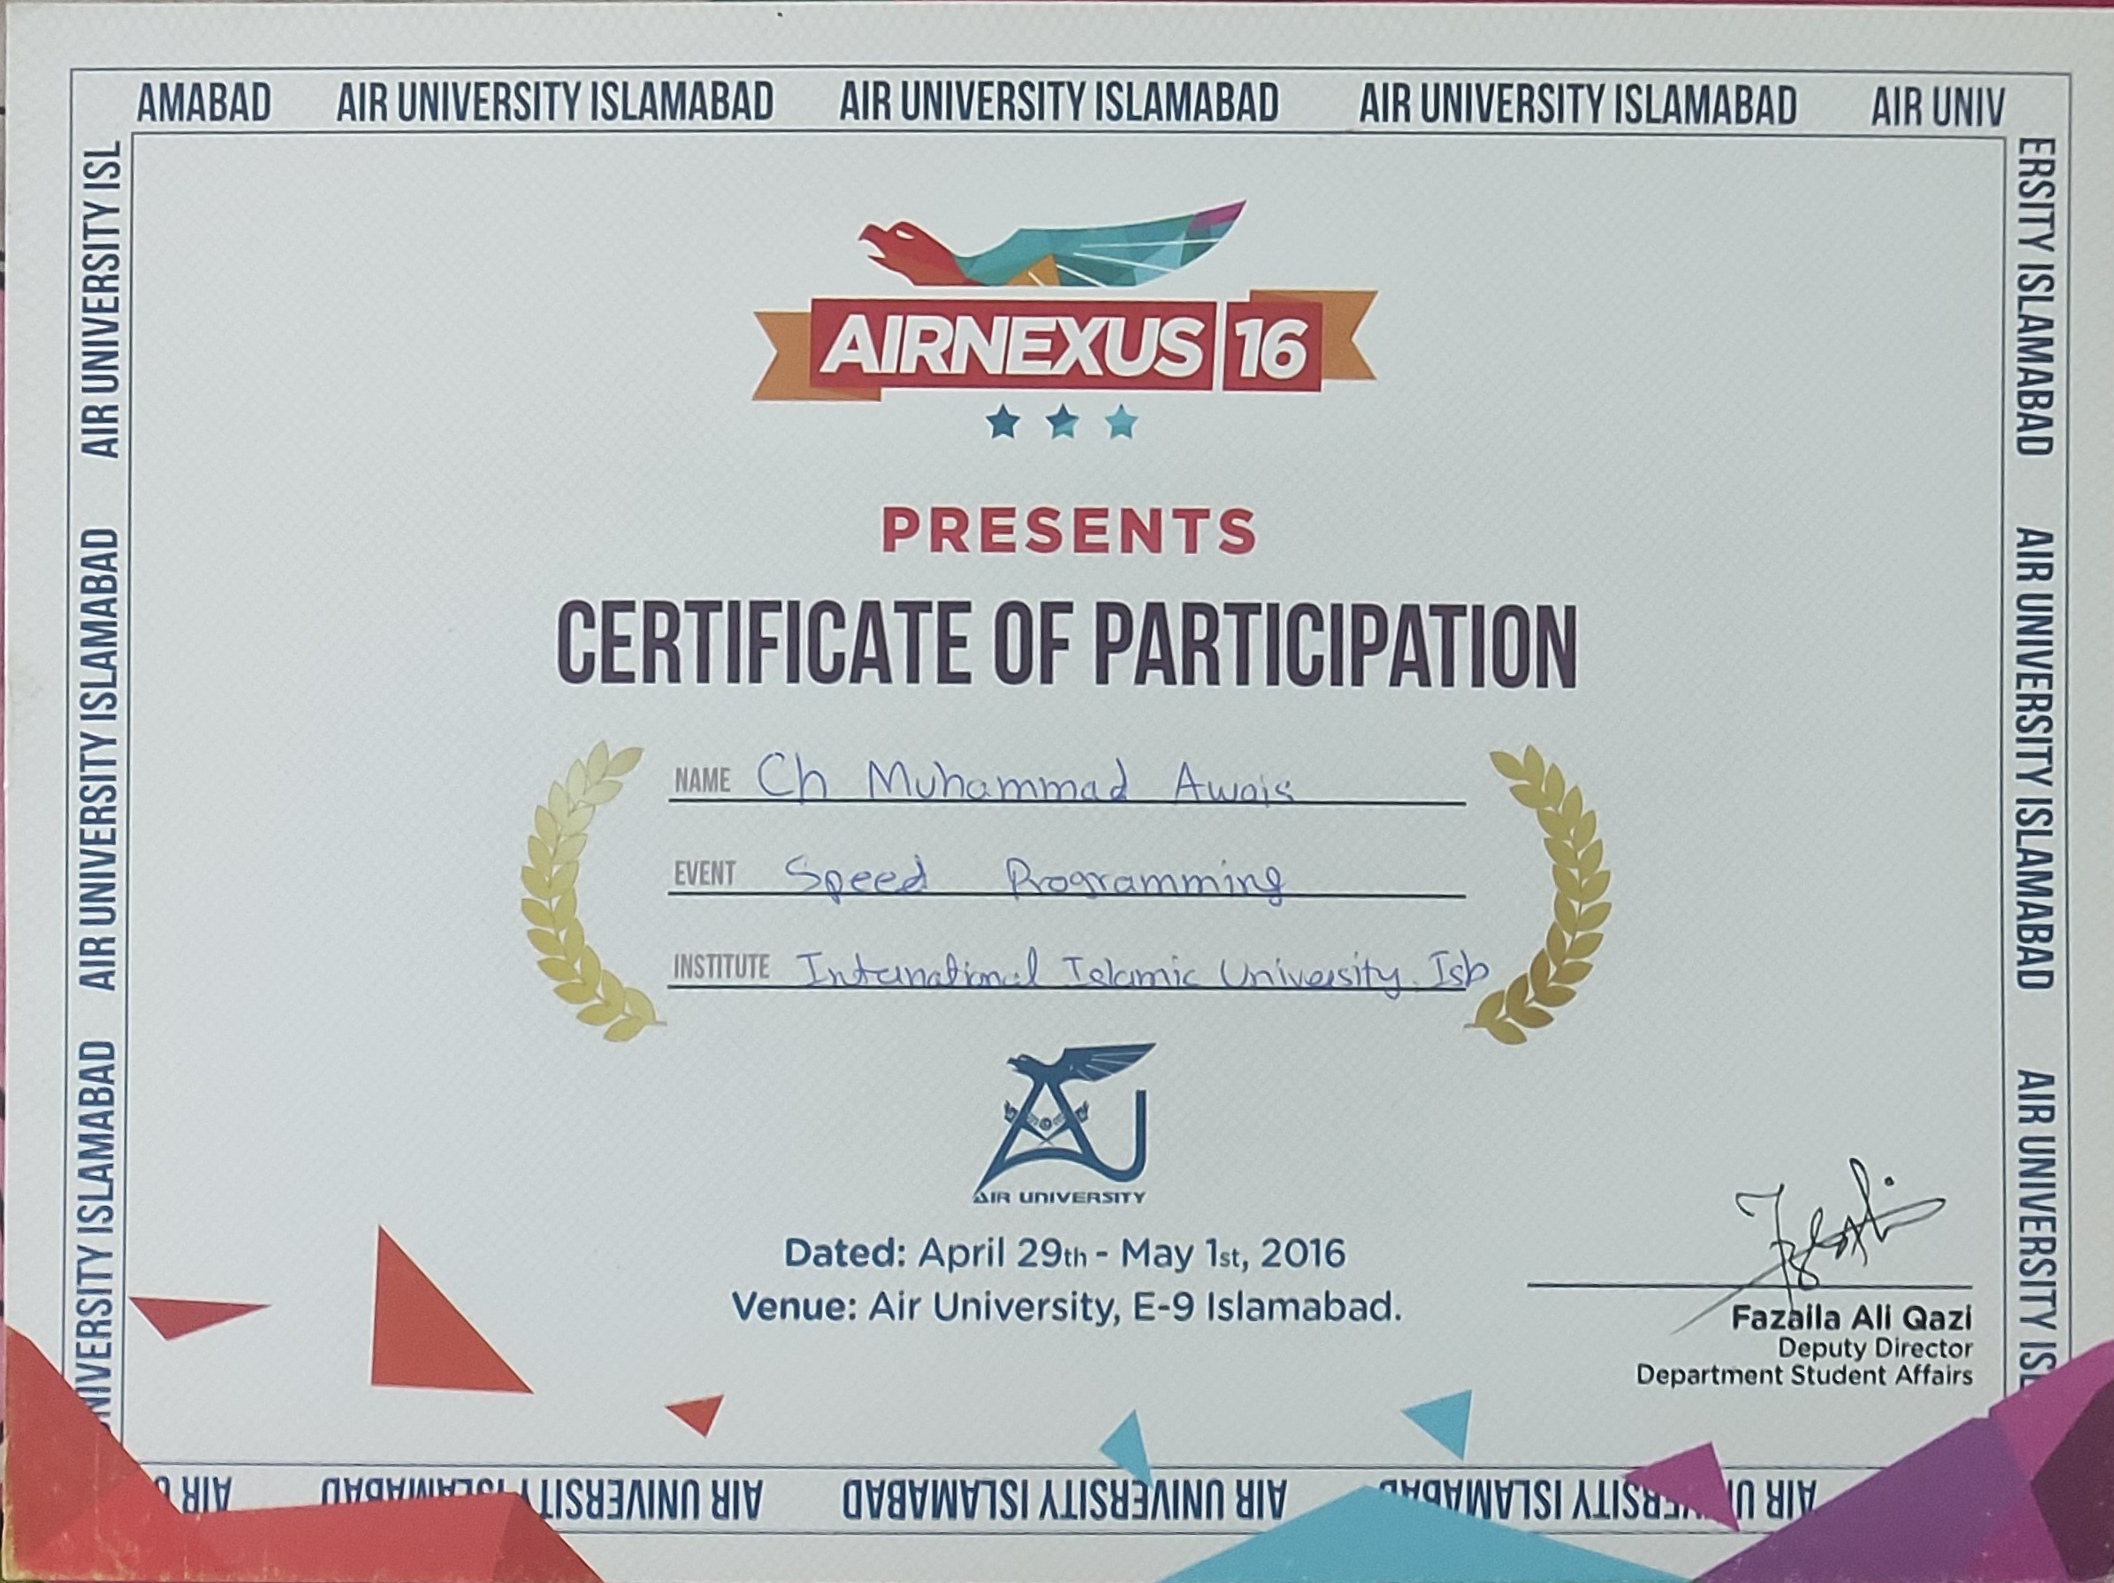 AMABAD AIR UNIVERSITY ISLAMABAD AIR UNIVERSITY ISLAMABAD AIR UNIVERSITY ISLAMABAD AIR UNIV
ERSITY ISLAMABAD AIR UNIVERSITY ISLAMABAD AIR UNIVERSITY ISL
NIVERSITY ISLAMABAD AIR UNIVERSITY ISLAMABAD AIR UNIVERSITY ISL
AIRNEXUS 16
PRESENTS
CERTIFICATE OF PARTICIPATION
NAME Ch Muhammad Awais
EVENT Speed Programming
INSTITUTE International Islamic University, Isb
AU
AIR UNIVERSITY
Dated: April 29th - May 1st, 2016
Venue: Air University, E-9 Islamabad.
Fazaila Ali Qazi
Deputy Director
Department Student Affairs
AIR UNIVERSITY ISLAMABAD AIR UNIVERSITY ISLAMABAD AIR UNIVERSITY ISLAMABAD AIR U